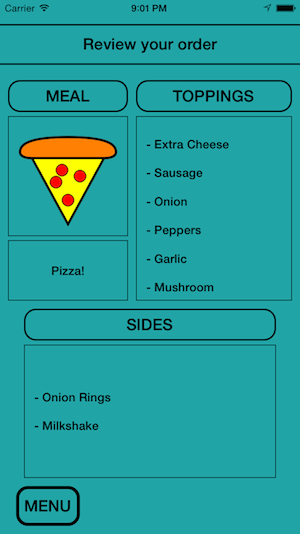 Carrier 9:01 PM
Review your order
MEAL
TOPPINGS
- Extra Cheese
- Sausage
- Onion
- Peppers
- Garlic
- Mushroom
Pizza!
SIDES
- Onion Rings
- Milkshake
MENU